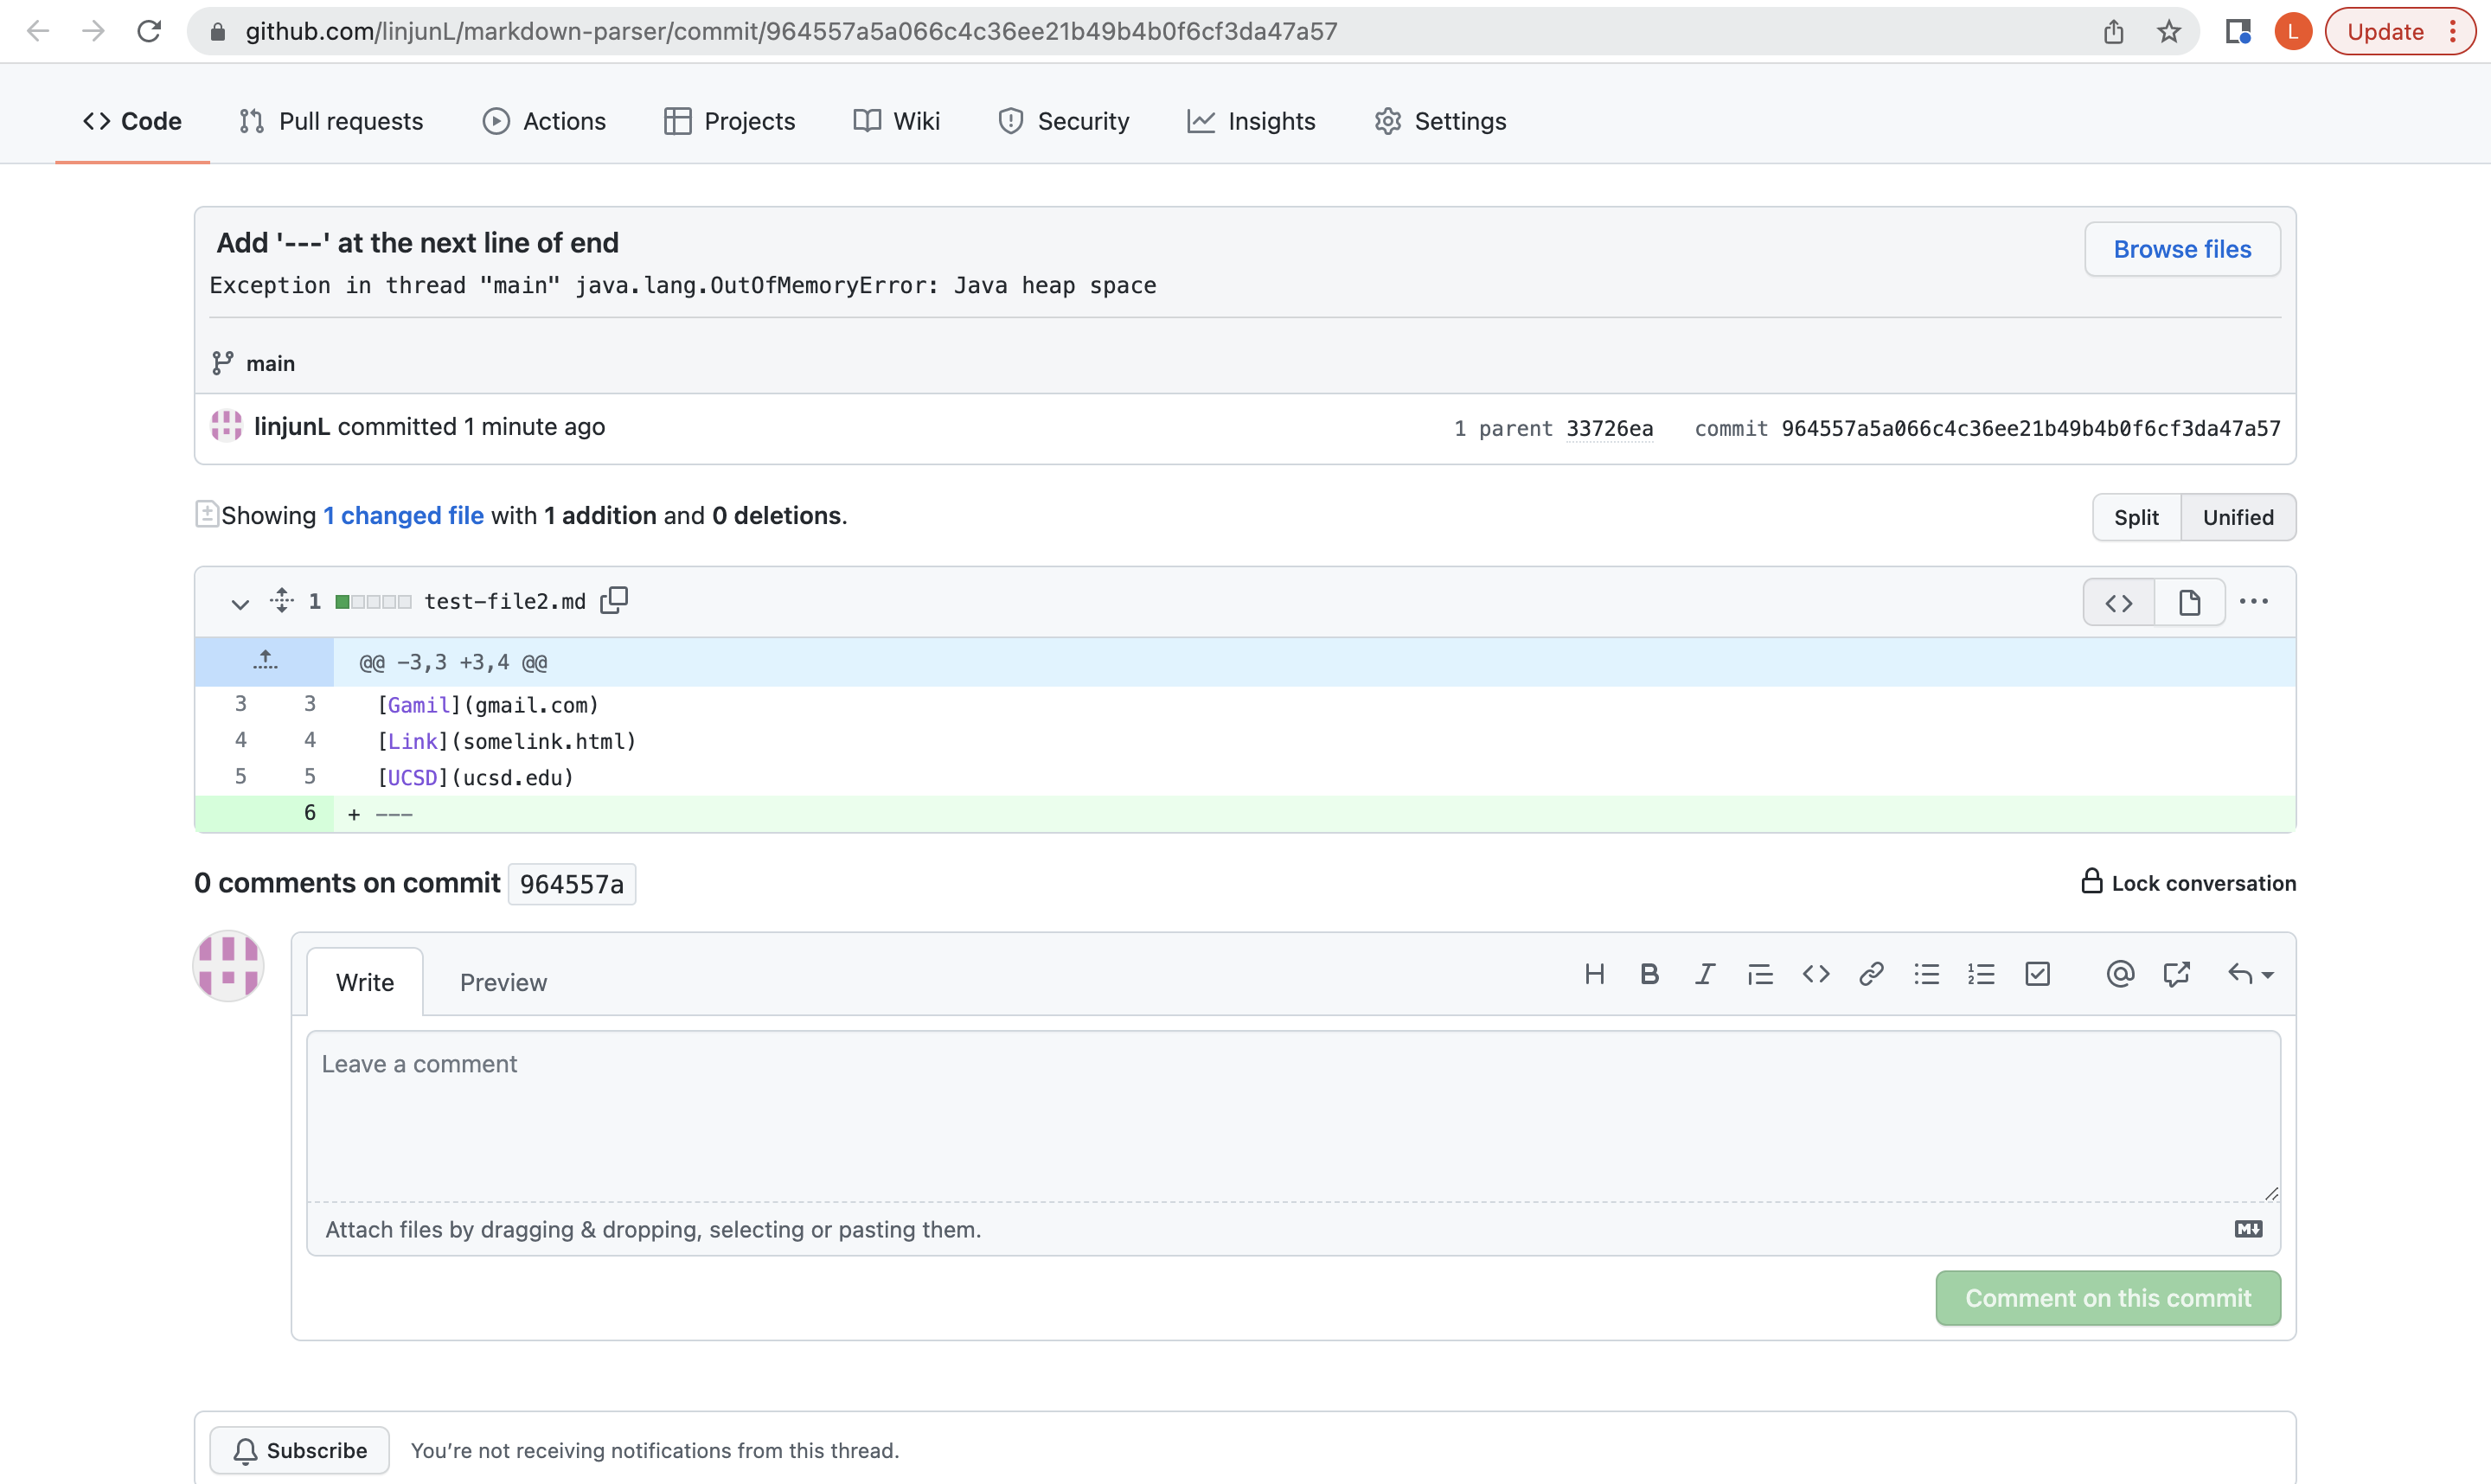 github.com/linjunL/markdown-parser/commit/964557a5a066c4c36ee21b49b4b0f6cf3da47a57
L
Update
Code
Pull requests
Actions
Projects
Wiki
Security
Insights
Settings
Add '---' at the next line of end
Browse files
Exception in thread "main" java.lang.OutOfMemoryError: Java heap space
main
linjunL committed 1 minute ago
1 parent 33726ea commit 964557a5a066c4c36ee21b49b4b0f6cf3da47a57
Showing 1 changed file with 1 addition and 0 deletions.
Split
Unified
1 test-file2.md
@@ -3,3 +3,4 @@
3 3 [Gamil](gmail.com)
4 4 [Link](somelink.html)
5 5 [UCSD](ucsd.edu)
6 + ---
0 comments on commit 964557a
Lock conversation
Write
Preview
Leave a comment
Attach files by dragging & dropping, selecting or pasting them.
Comment on this commit
Subscribe
You’re not receiving notifications from this thread.